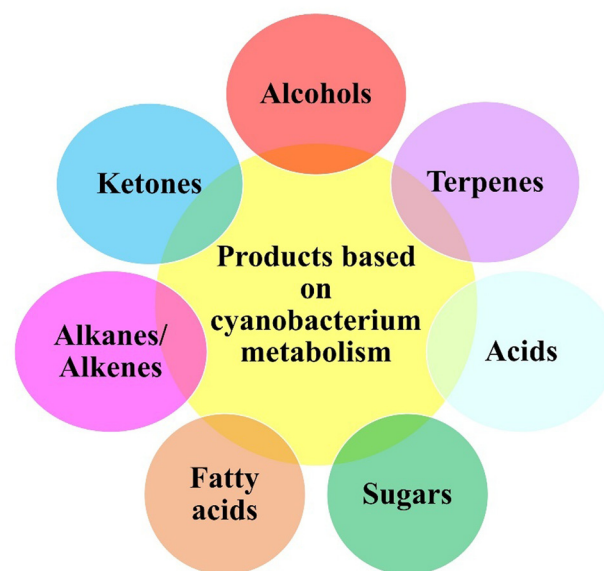 Alcohols
Ketones
Terpenes
Products based
on
cyanobacterium
metabolism
Alkanes/
Alkenes
Acids
Fatty
acids
Sugars